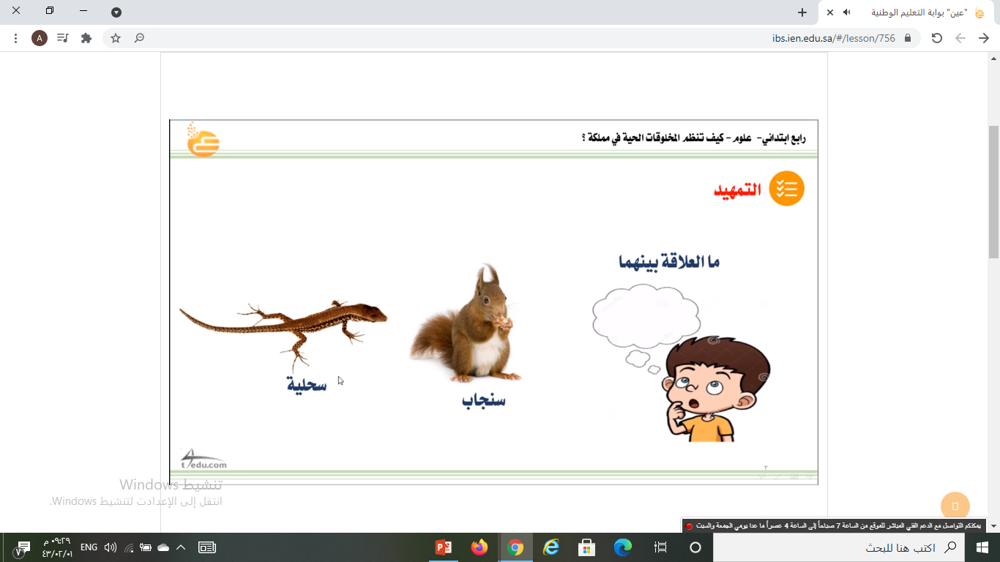 "عين" بوابة التعليم الوطنية
ibs.ien.edu.sa/#/lesson/756
A
رابع ابتدائي- علوم - كيف تنظم المخلوقات الحية في مملكة ؟
التمهيد
ما العلاقة بينهما
سحلية
سنجاب
t4edu.com
٣
تنشيط Windows
انتقل إلى الإعدادت لتنشيط Windows.
يمكنكم التواصل مع الدعم الفني المباشر للموقع من الساعة 7 صباحاً إلى الساعة 4 عصراً ما عدا يومي الجمعة والسبت
اكتب هنا للبحث
ENG
٠٩:٢٩ م
٤٣/٠٢/٠١